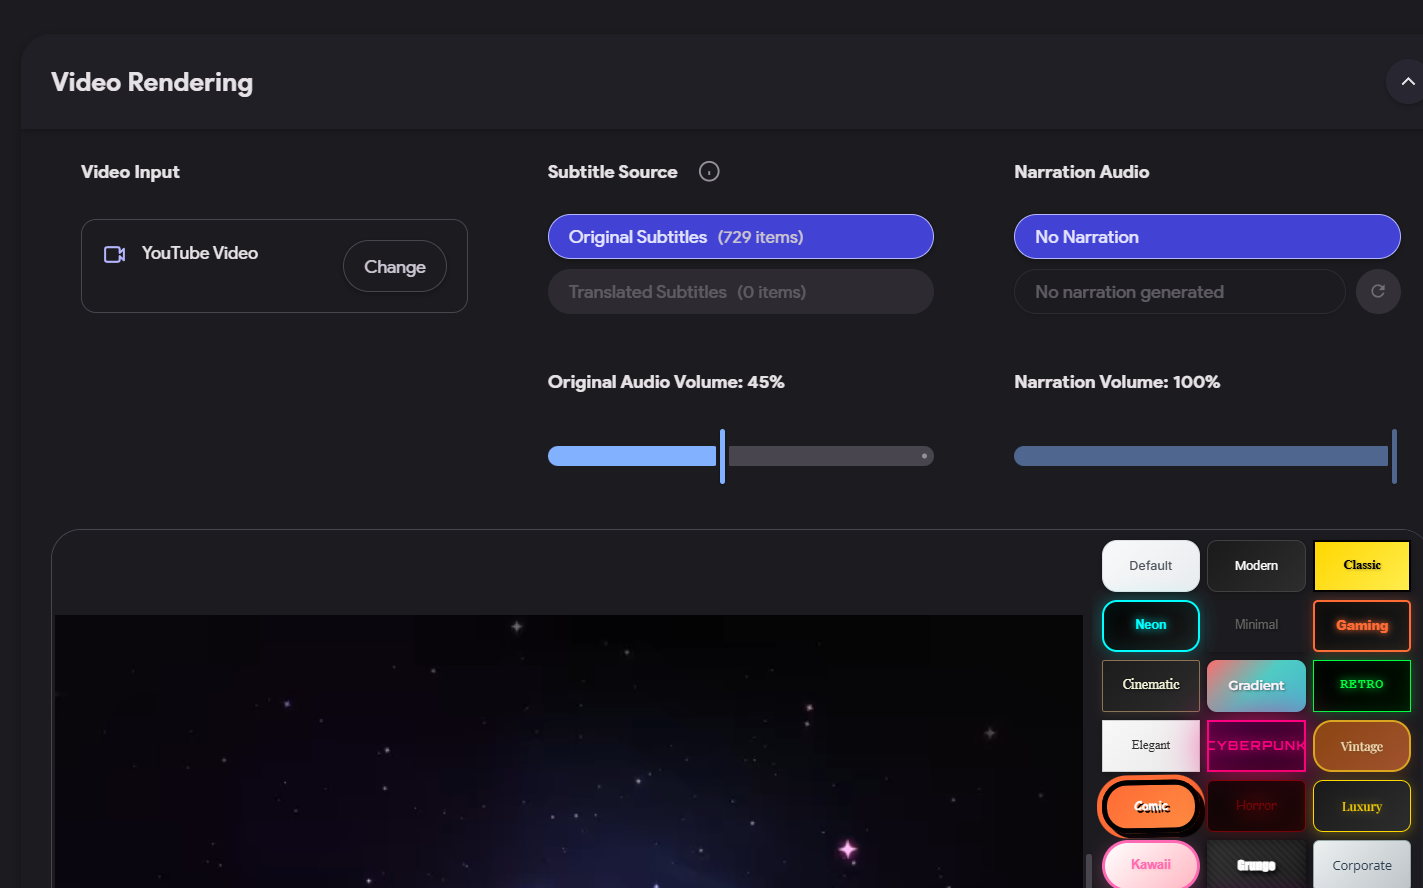 Video Rendering
Video Input
YouTube Video
Change
Subtitle Source
Original Subtitles (729 items)
Translated Subtitles (0 items)
Narration Audio
No Narration
No narration generated
Original Audio Volume: 45%
Narration Volume: 100%
Default
Modern
Classic
Neon
Minimal
Gaming
Cinematic
Gradient
RETRO
Elegant
CYBERPUNK
Vintage
Comic
Horror
Luxury
Kawaii
Grunge
Corporate